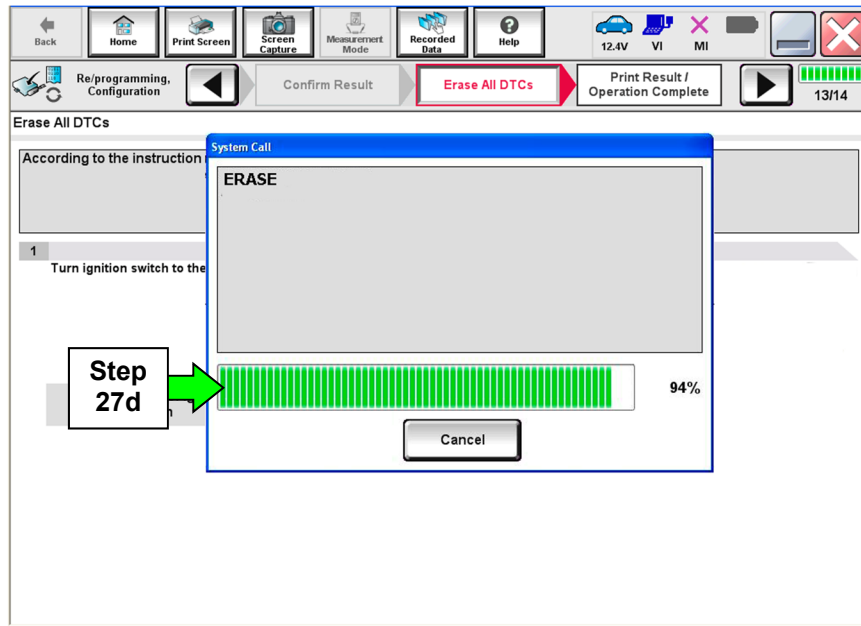 Back
Home
Print Screen
Screen
Capture
Measurement
Mode
Recorded
Data
Help
12.4V
VI
MI
Re/programming,
Configuration
Confirm Result
Erase All DTCs
Print Result /
Operation Complete
13/14
Erase All DTCs
System Call
According to the instruction
ERASE
1
Turn ignition switch to the
Step
27d
94%
Cancel